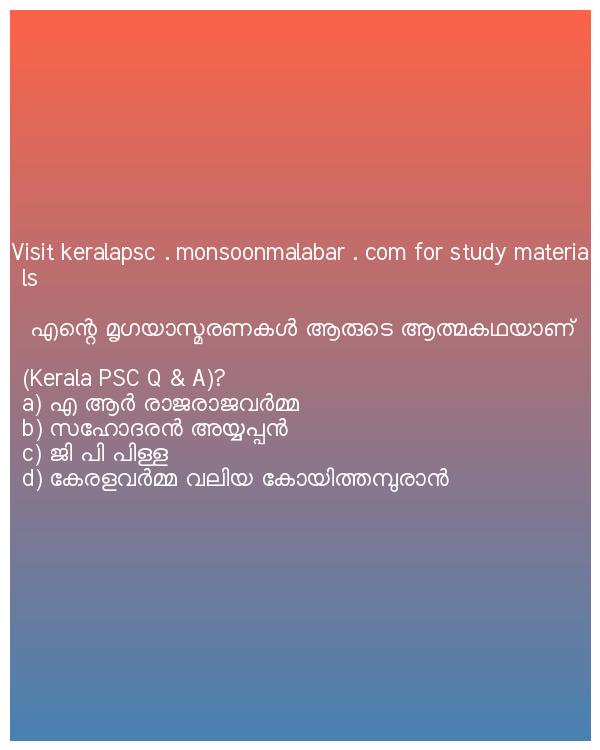 Visit keralapsc . monsoonmalabar . com for study materia
ls
എന്റെ മൃഗയാസ്മരണകൾ ആരുടെ ആത്മകഥയാണ്
(Kerala PSC Q & A)?
a) എ ആർ രാജരാജവർമ്മ
b) സഹോദരൻ അയ്യപ്പൻ
c) ജി പി പിള്ള
d) കേരളവർമ്മ വലിയ കോയിത്തമ്പുരാൻ